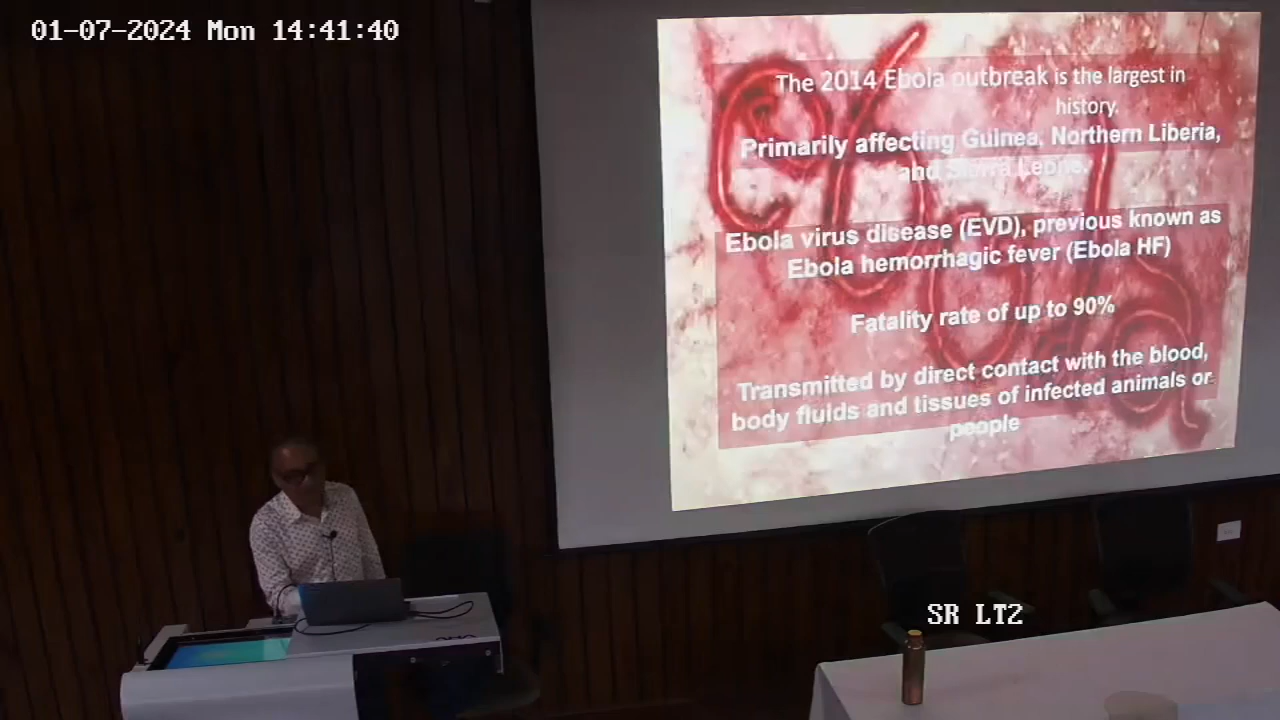 01-07-2024 Mon 14:41:40
The 2014 Ebola outbreak is the largest in
history.
Primarily affecting Guinea, Northern Liberia,
and Sierra Leone.
Ebola virus disease (EVD), previous known as
Ebola hemorrhagic fever (Ebola HF)
Fatality rate of up to 90%
Transmitted by direct contact with the blood,
body fluids and tissues of infected animals or
people
SR LT2